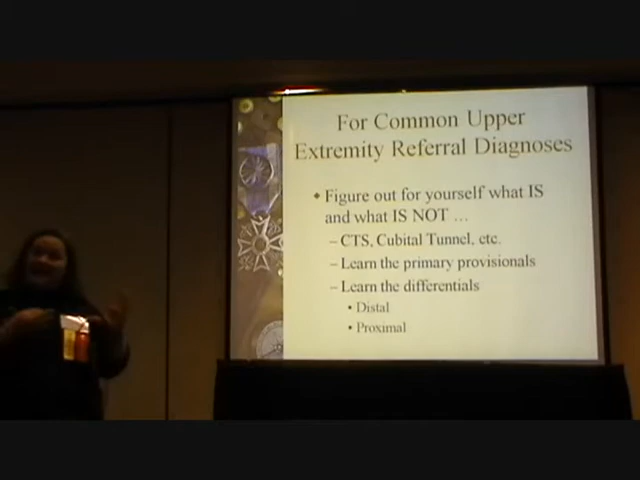 For Common Upper
Extremity Referral Diagnoses
Figure out for yourself what IS
and what IS NOT …
– CTS, Cubital Tunnel, etc.
– Learn the primary provisionals
– Learn the differentials
• Distal
• Proximal